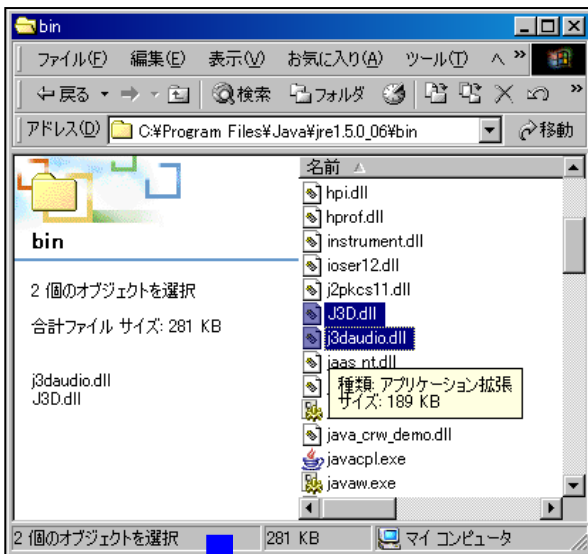 bin
ファイル(F) 編集(E) 表示(V) お気に入り(A) ツール(T) ヘ »
戻る 検索 フォルダ »
アドレス(D) C:¥Program Files¥Java¥jre1.5.0_06¥bin 移動
bin
2 個のオブジェクトを選択
合計ファイル サイズ: 281 KB
j3daudio.dll
J3D.dll
名前
hpi.dll
hprof.dll
instrument.dll
ioser12.dll
j2pkcs11.dll
J3D.dll
j3daudio.dll
jaas_nt.dll
種類: アプリケーション拡張
サイズ: 189 KB
java_crw_demo.dll
javacpl.exe
javaw.exe
2 個のオブジェクトを選択 281 KB マイ コンピュータ